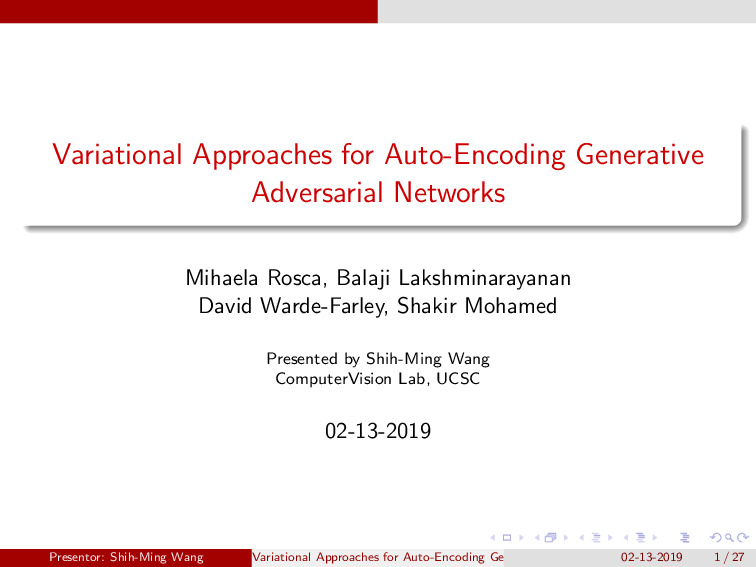 Variational Approaches for Auto-Encoding Generative
Adversarial Networks
Mihaela Rosca, Balaji Lakshminarayanan
David Warde-Farley, Shakir Mohamed
Presented by Shih-Ming Wang
ComputerVision Lab, UCSC
02-13-2019
Presentor: Shih-Ming Wang
Variational Approaches for Auto-Encoding Ge
02-13-2019
1 / 27